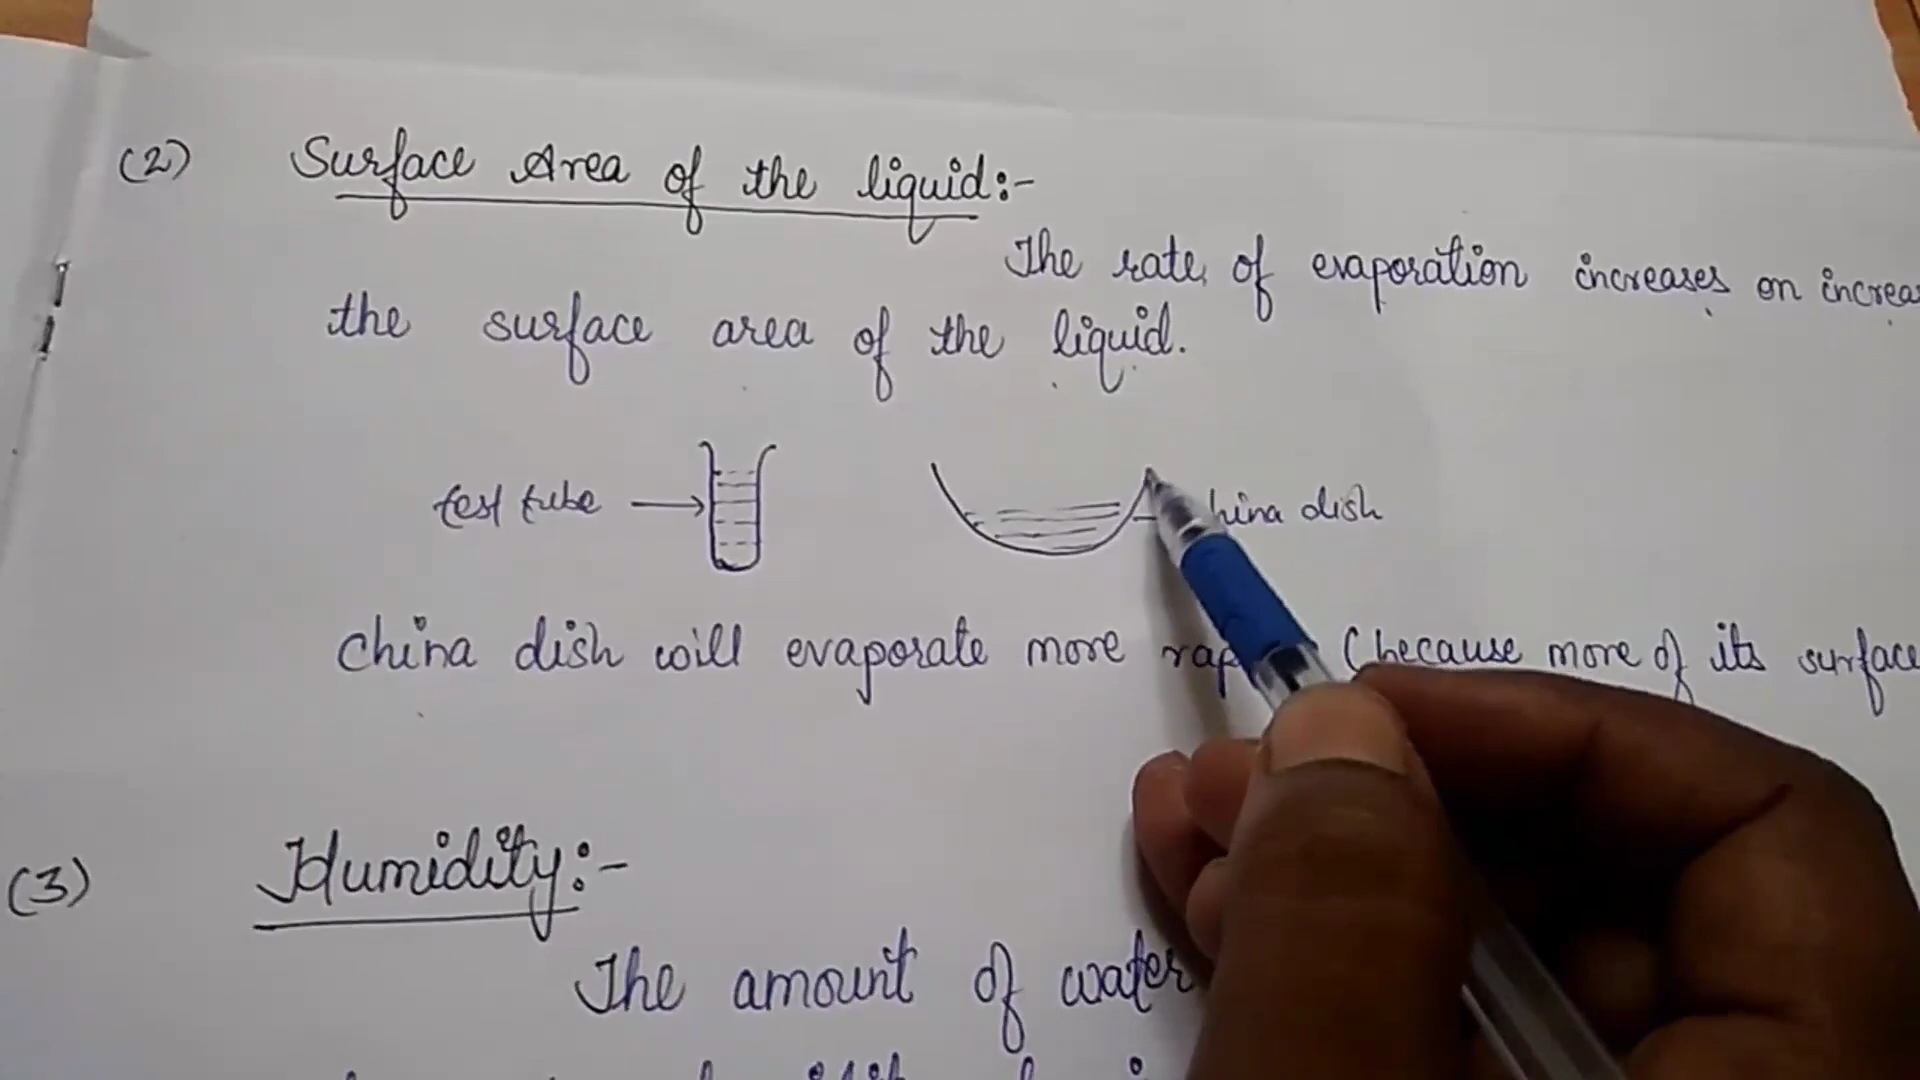 (2) Surface Area of the liquid:-
The rate of evaporation increases on increa
the surface area of the liquid.
test tube hina dish
China dish will evaporate more rap (because more of its surface
(3) Humidity:-
The amount of water